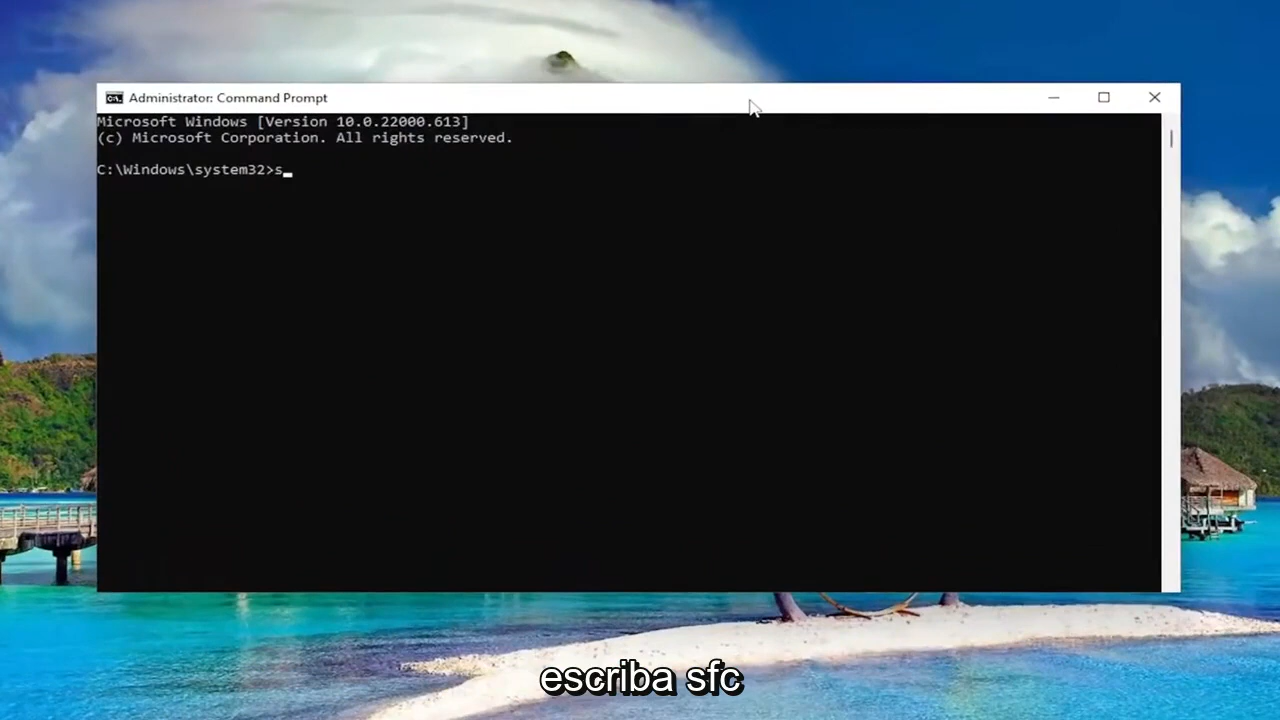 Administrator: Command Prompt
Microsoft Windows [Version 10.0.22000.613]
(c) Microsoft Corporation. All rights reserved.
C:\Windows\system32>s_
escriba sfc